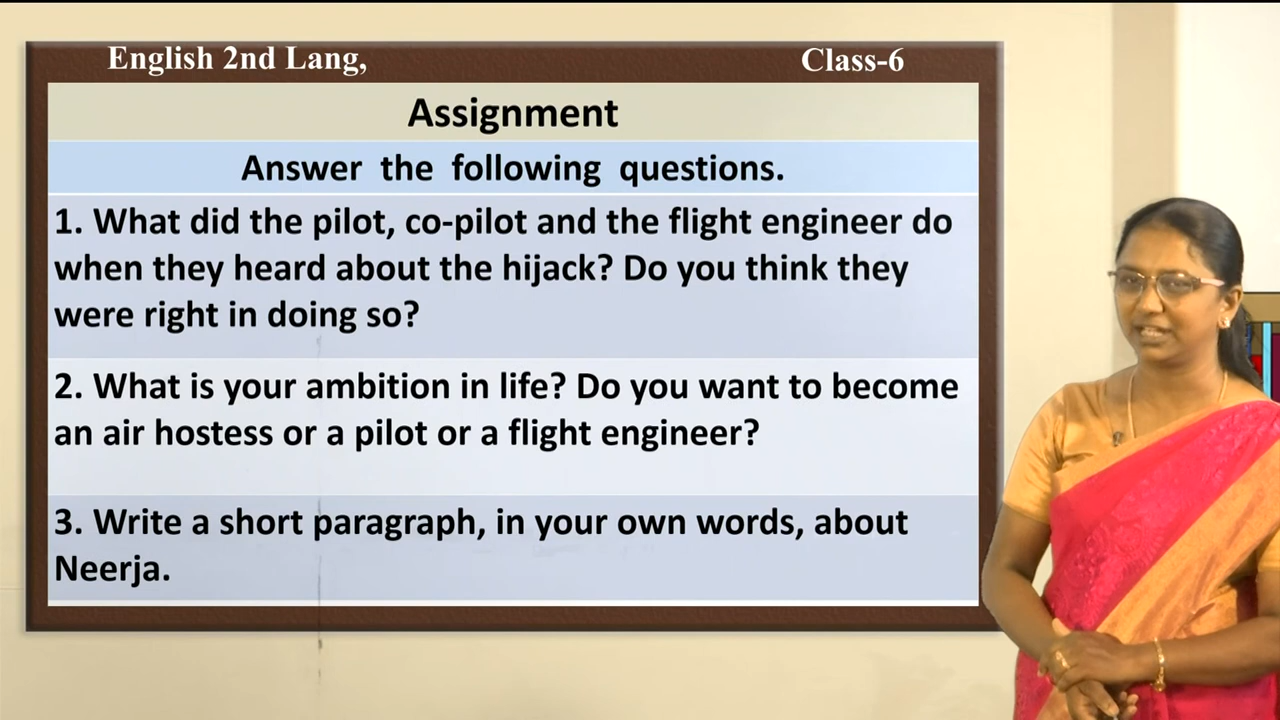 English 2nd Lang,
Class-6
Assignment
Answer the following questions.
1. What did the pilot, co-pilot and the flight engineer do
when they heard about the hijack? Do you think they
were right in doing so?
2. What is your ambition in life? Do you want to become
an air hostess or a pilot or a flight engineer?
3. Write a short paragraph, in your own words, about
Neerja.